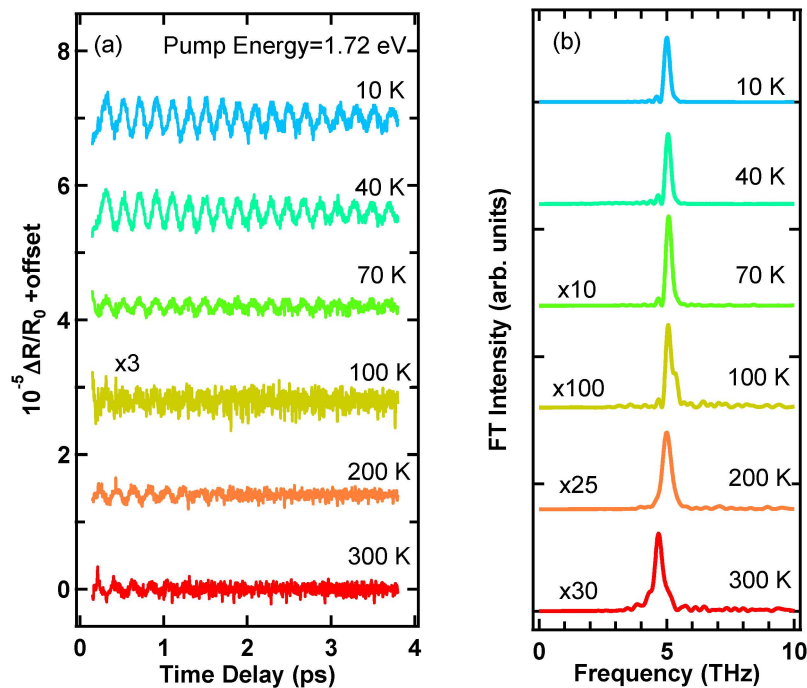 (a) Pump Energy=1.72 eV
10 K
40 K
70 K
x3
100 K
200 K
300 K
8
6
4
2
0
10⁻⁵ ΔR/R₀ +offset
0 1 2 3 4
Time Delay (ps)
(b)
10 K
40 K
x10 70 K
x100 100 K
x25 200 K
x30 300 K
FT Intensity (arb. units)
0 5 10
Frequency (THz)